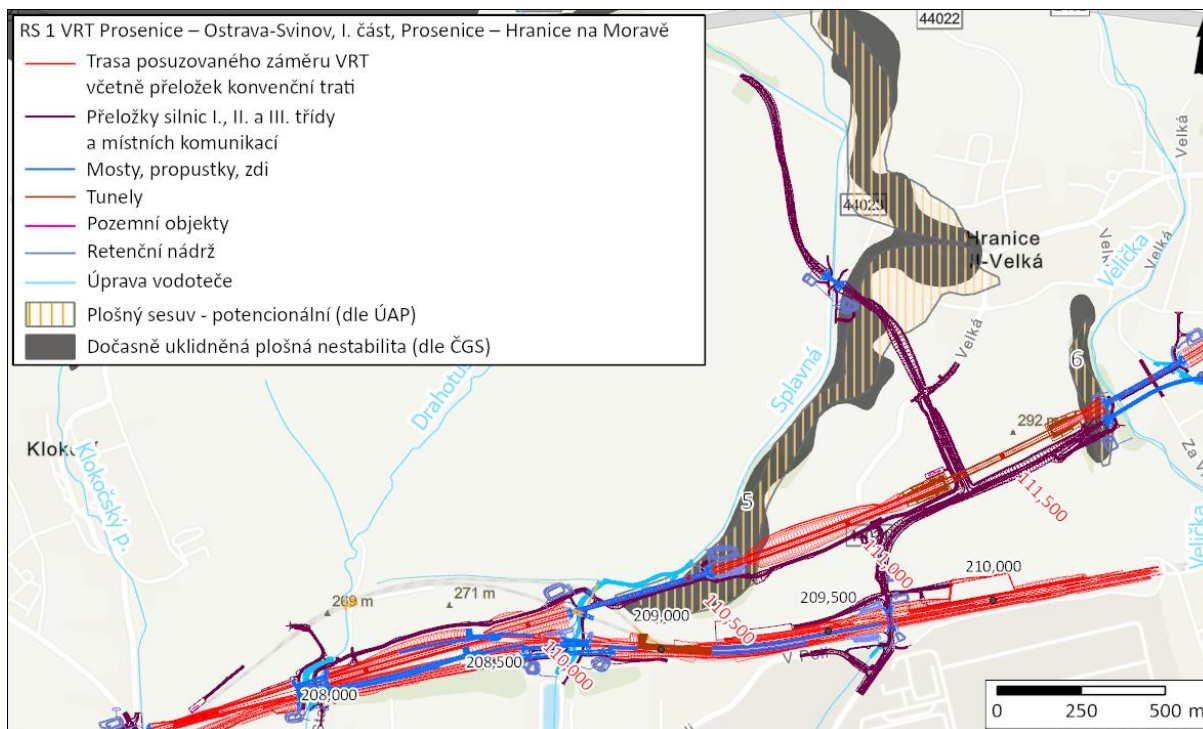 RS 1 VRT Prosenice – Ostrava-Svinov, I. část, Prosenice – Hranice na Moravě
Trasa posuzovaného záměru VRT
včetně přeložek konvenční trati
Přeložky silnic I., II. a III. třídy
a místních komunikací
Mosty, propustky, zdi
Tunely
Pozemní objekty
Retenční nádrž
Úprava vodoteče
Plošný sesuv - potencionální (dle ÚAP)
Dočasně uklidněná plošná nestabilita (dle ČGS)
44022
Velká
44023
Hranice
II-Velká
Velká
Velká
Velička
Velká
Splavná
6
292 m
Klokočský p.
5
111,500
111,000
Velička
269 m
271 m
209,000
110,500
209,500
210,000
110,000
208,500
208,000
V Polí
0
250
500 m